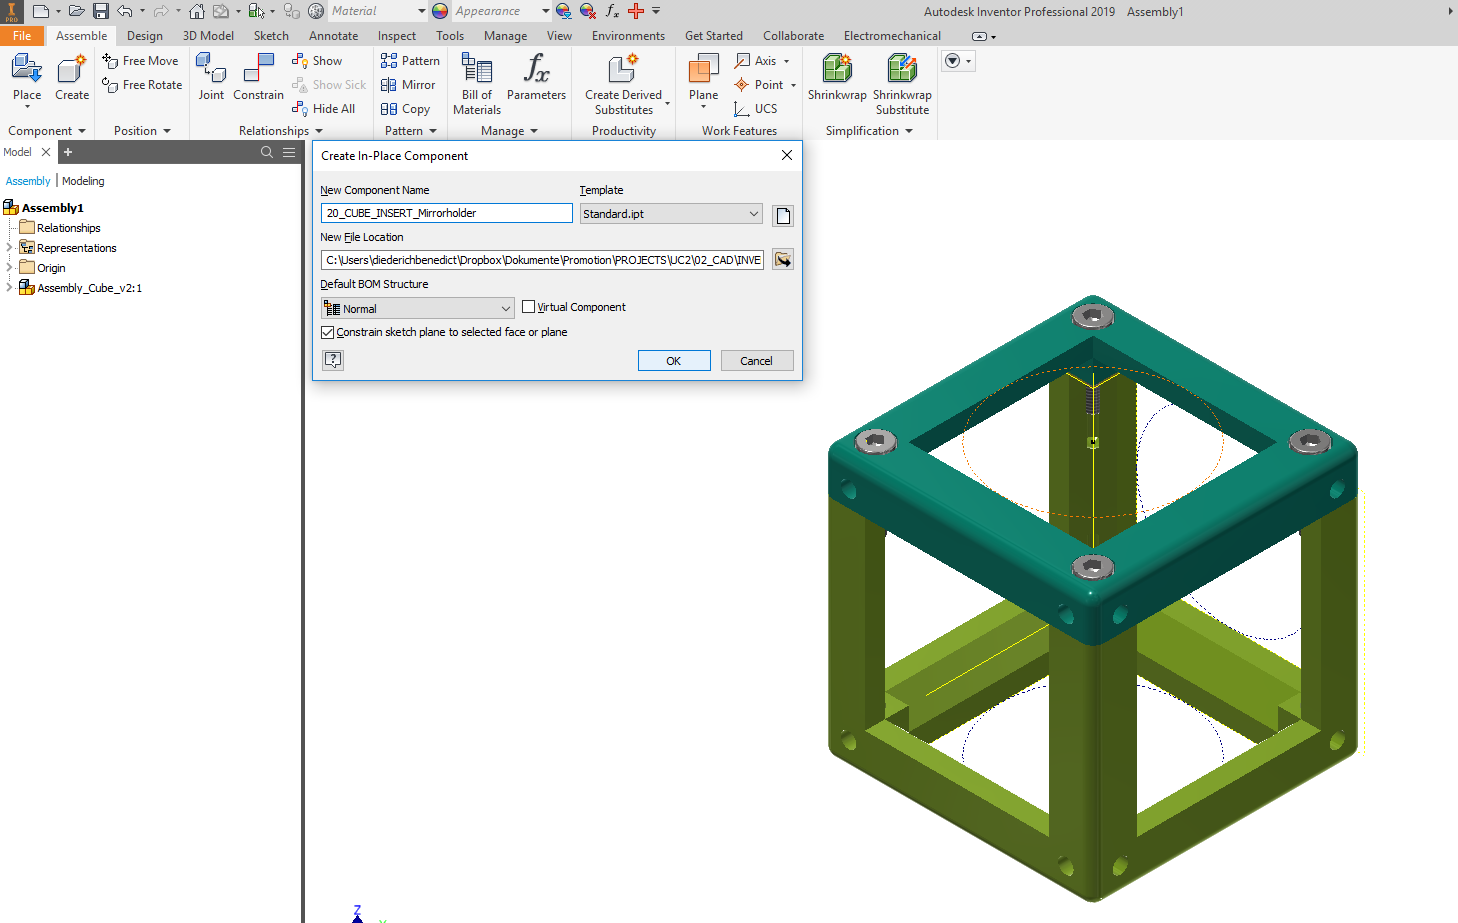 I
PRO
Material
Appearance
fx
Autodesk Inventor Professional 2019 Assembly1
File Assemble Design 3D Model Sketch Annotate Inspect Tools Manage View Environments Get Started Collaborate Electromechanical
Place
Create
Free Move
Free Rotate
Joint
Constrain
Show
Show Sick
Hide All
Pattern
Mirror
Copy
Bill of
Materials
fx
Parameters
Create Derived
Substitutes
Plane
Axis
Point
UCS
Shrinkwrap
Shrinkwrap
Substitute
Component Position Relationships Pattern Manage Productivity Work Features Simplification
Model
Assembly | Modeling
Assembly1
Relationships
Representations
Origin
Assembly_Cube_v2:1
Create In-Place Component
New Component Name
Template
20_CUBE_INSERT_Mirrorholder
Standard.ipt
New File Location
C:\Users\diederichbenedict\Dropbox\Dokumente\Promotion\PROJECTS\UC2\02_CAD\INVE
Default BOM Structure
Normal
Virtual Component
Constrain sketch plane to selected face or plane
?
OK
Cancel
Z